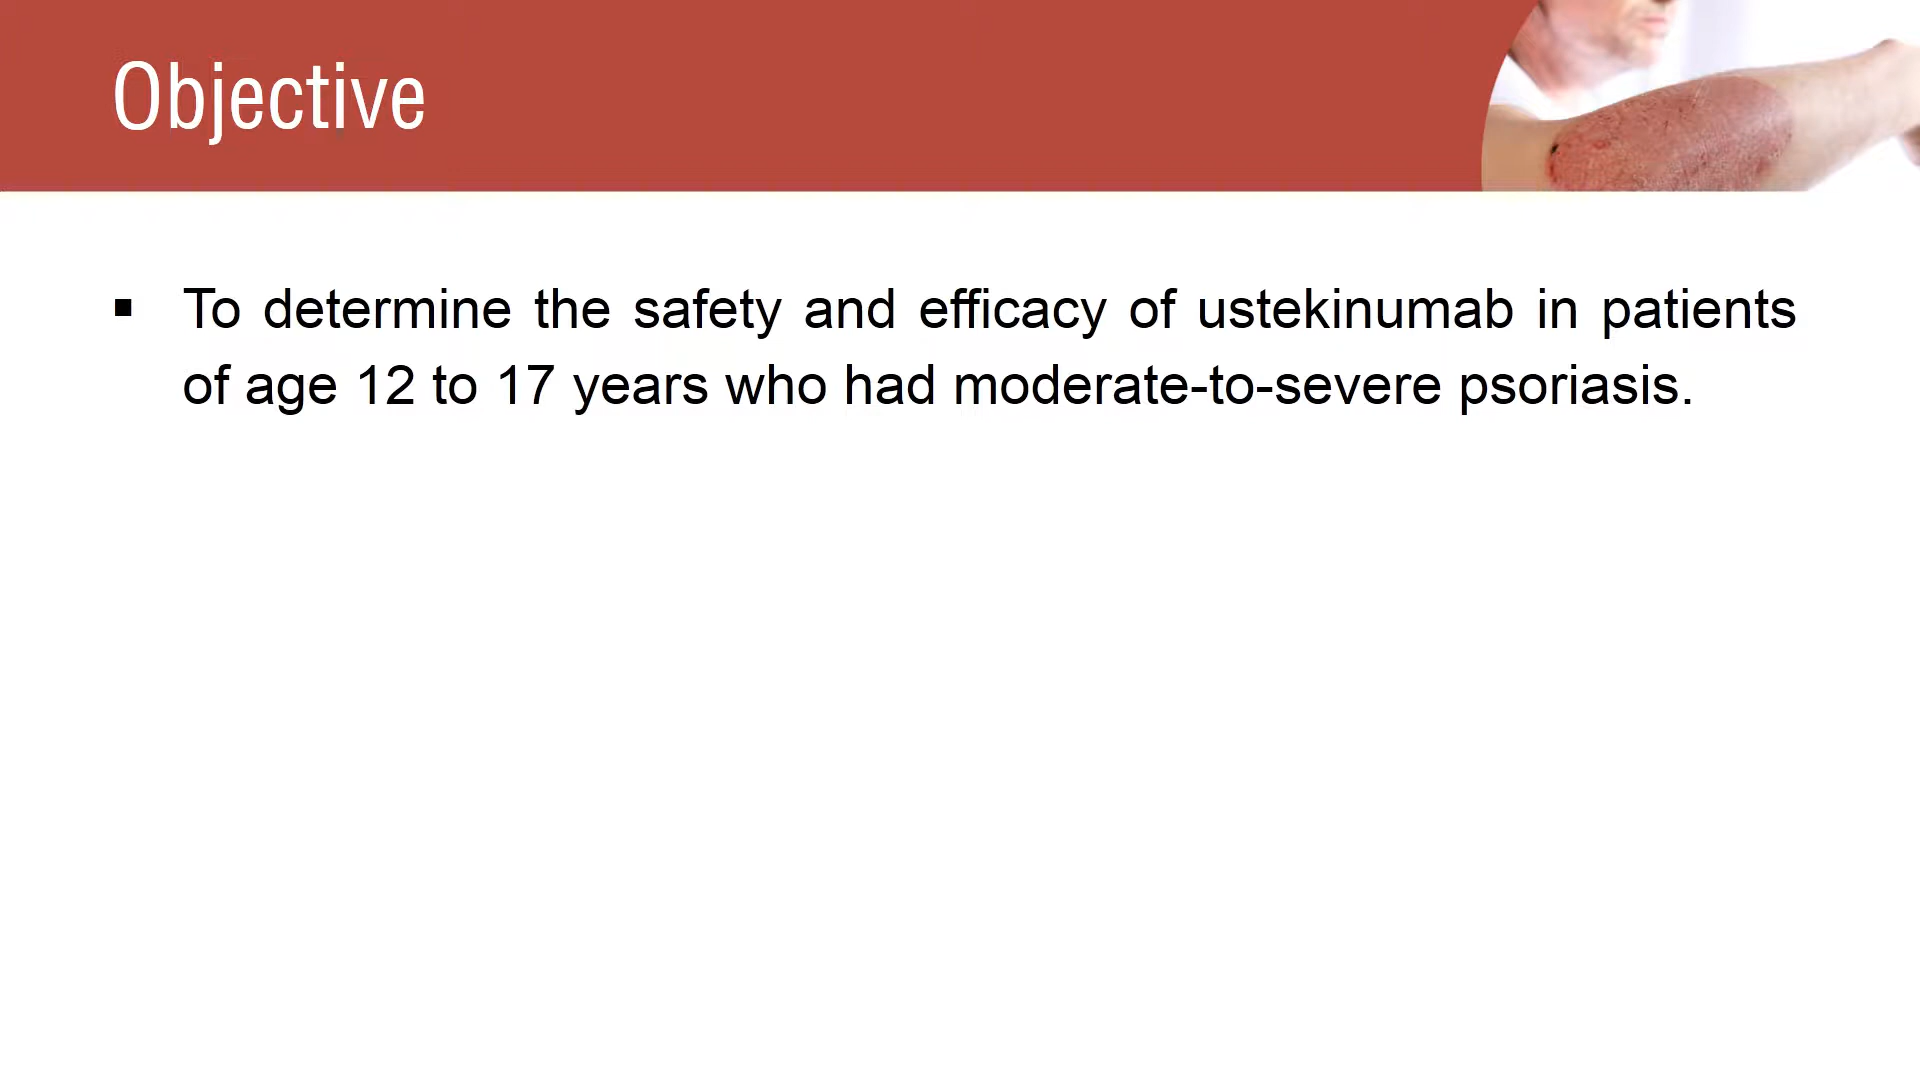 Objective
▪ To determine the safety and efficacy of ustekinumab in patients
of age 12 to 17 years who had moderate-to-severe psoriasis.